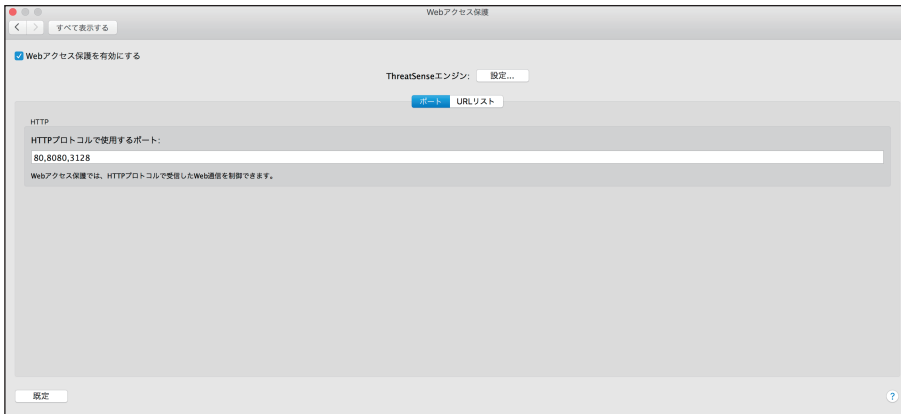 Webアクセス保護
すべて表示する
Webアクセス保護を有効にする
ThreatSenseエンジン: 設定...
ポート URLリスト
HTTP
HTTPプロトコルで使用するポート:
80,8080,3128
Webアクセス保護では、HTTPプロトコルで受信したWeb通信を制御できます。
既定 ?